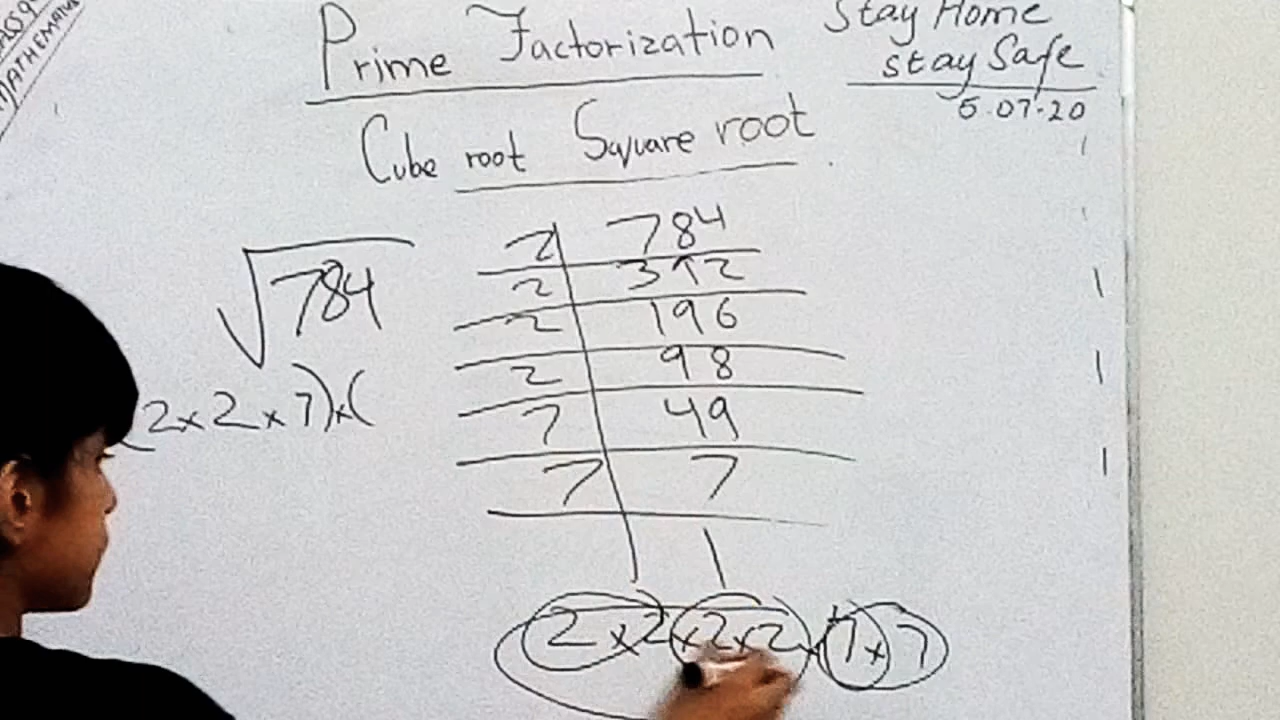 MATHEMAT
Prime Factorization
Stay Home
stay Safe
5.07.20
Cube root Square root
√784
2 784
2 392
2 196
2 98
7 49
7 7
1
(2×2×7)×(
2×2×2×2×7×7